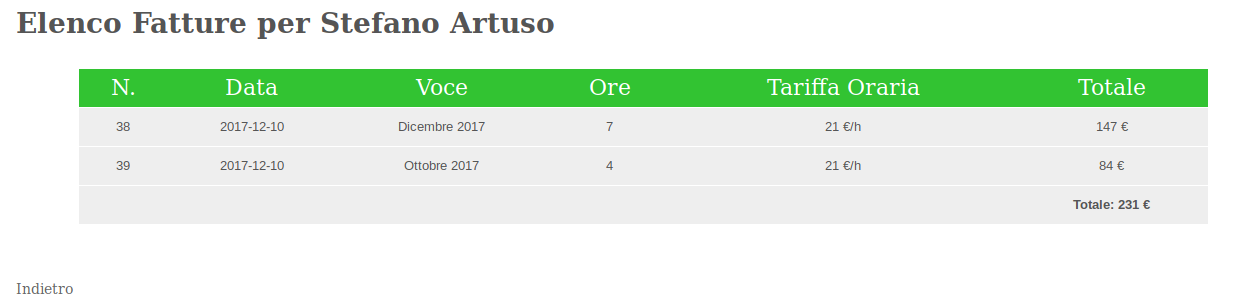 Elenco Fatture per Stefano Artuso
N. Data Voce Ore Tariffa Oraria Totale
38 2017-12-10 Dicembre 2017 7 21 €/h 147 €
39 2017-12-10 Ottobre 2017 4 21 €/h 84 €
Totale: 231 €
Indietro